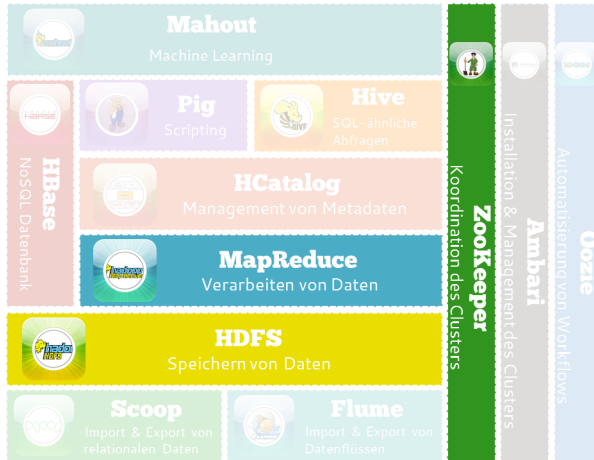 Mahout
Machine Learning
Pig
Scripting
Hive
SQL-ähnliche
Abfragen
HBase
NoSQL Datenbank
HCatalog
Management von Metadaten
MapReduce
Verarbeiten von Daten
HDFS
Speichern von Daten
Scoop
Import & Export von
relationalen Daten
Flume
Import & Export von
Datenflüssen
ZooKeeper
Koordination des Clusters
Ambari
Installation & Management des Clusters
Oozie
Automatisierung von Workflows